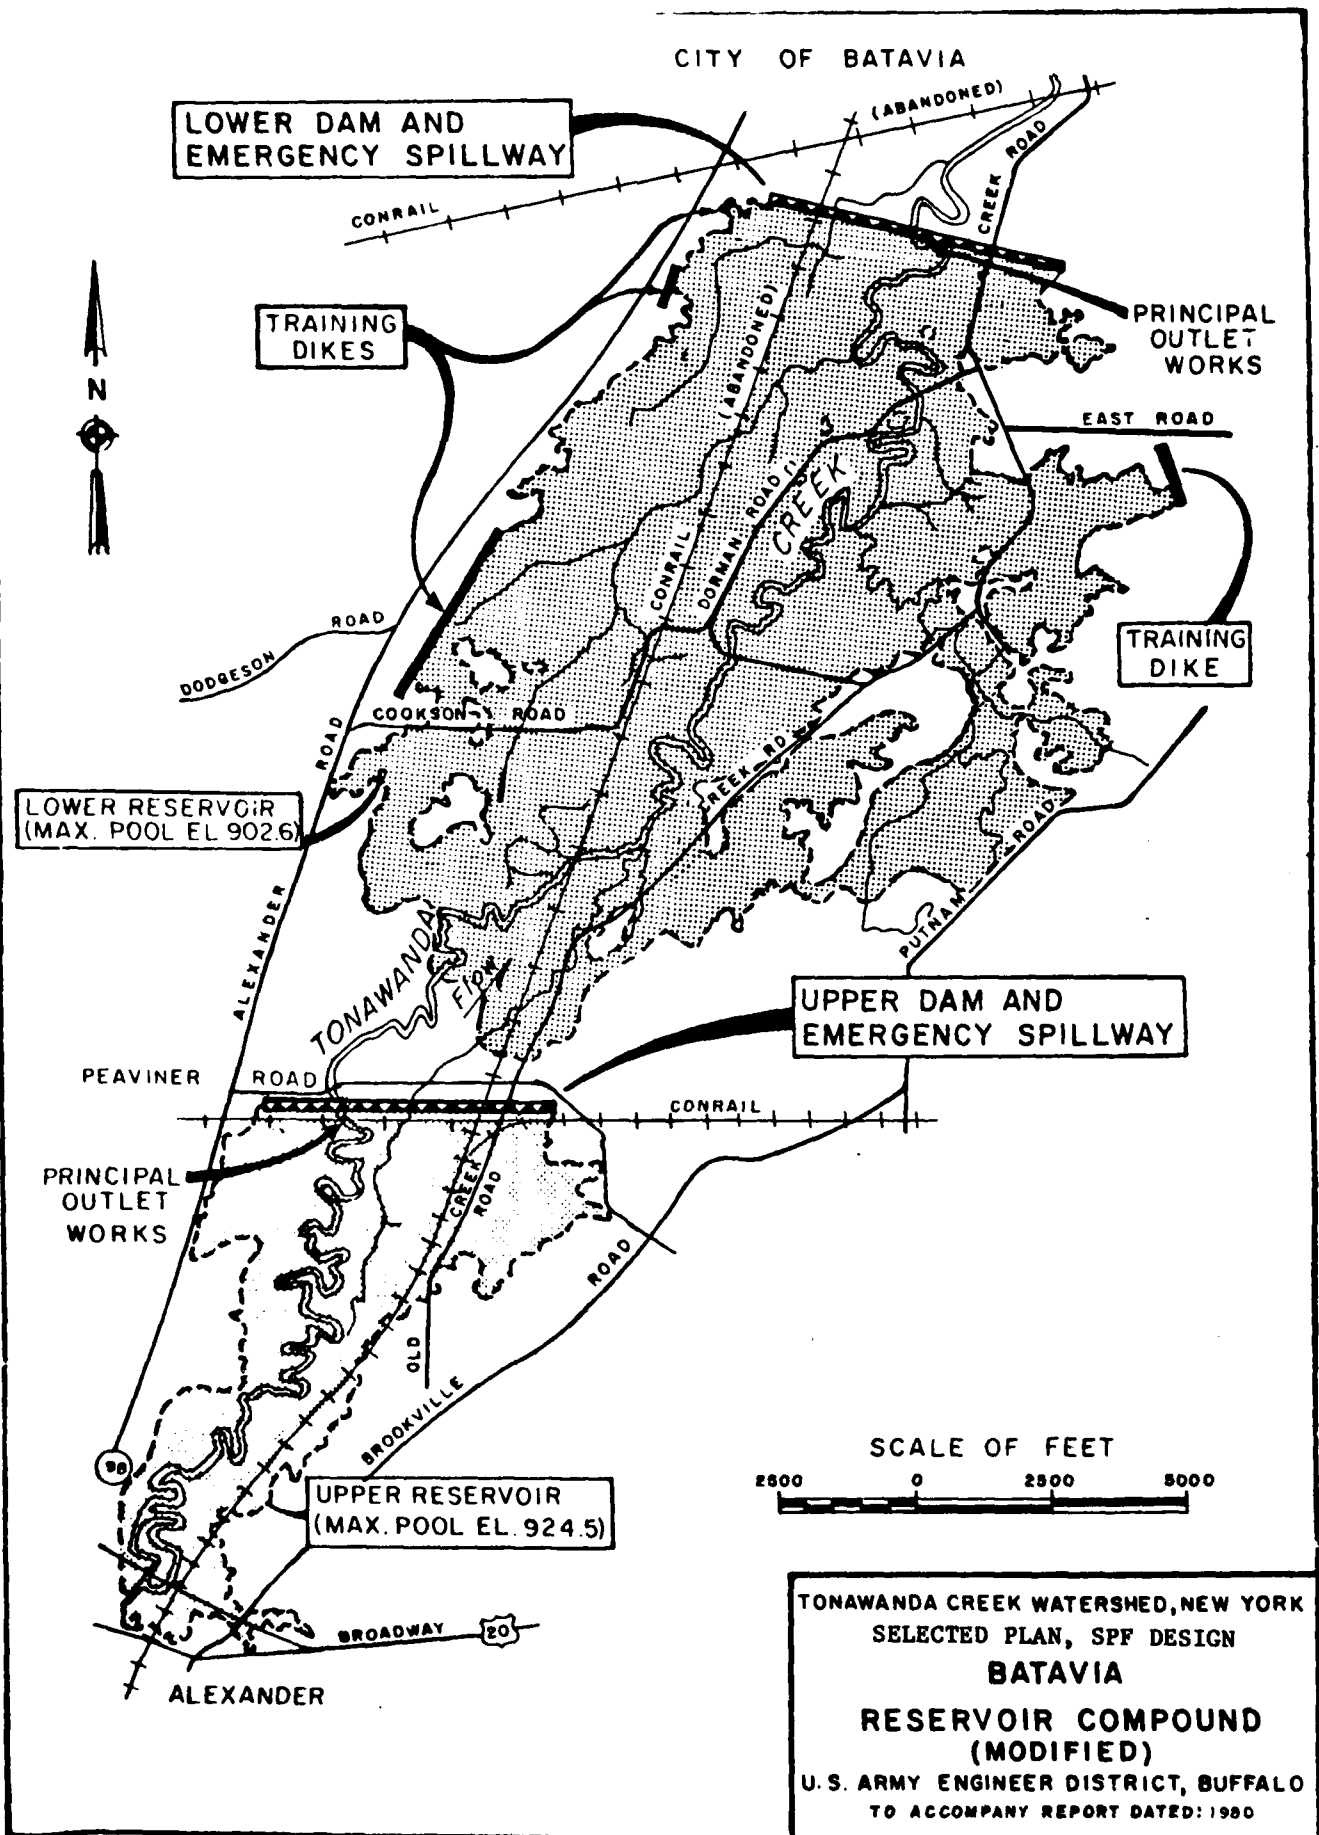 CITY OF BATAVIA
(ABANDONED)
LOWER DAM AND
EMERGENCY SPILLWAY
CREEK ROAD
CONRAIL
TRAINING
DIKES
PRINCIPAL
OUTLET
WORKS
N
(ABANDONED)
CONRAIL
EAST ROAD
DORMAN ROAD
CREEK
DODGESON ROAD
TRAINING
DIKE
COOKSON ROAD
ROAD
CREEK RD
LOWER RESERVOIR
(MAX. POOL EL 902.6)
PUTNAM ROAD
ALEXANDER
TONAWANDA
Flow
UPPER DAM AND
EMERGENCY SPILLWAY
PEAVINER ROAD
CONRAIL
PRINCIPAL
OUTLET
WORKS
CREEK
ROAD
OLD
BROOKVILLE ROAD
98
SCALE OF FEET
2500 0 2500 5000
UPPER RESERVOIR
(MAX. POOL EL. 924.5)
BROADWAY
20
ALEXANDER
TONAWANDA CREEK WATERSHED, NEW YORK
SELECTED PLAN, SPF DESIGN
BATAVIA
RESERVOIR COMPOUND
(MODIFIED)
U.S. ARMY ENGINEER DISTRICT, BUFFALO
TO ACCOMPANY REPORT DATED: 1980